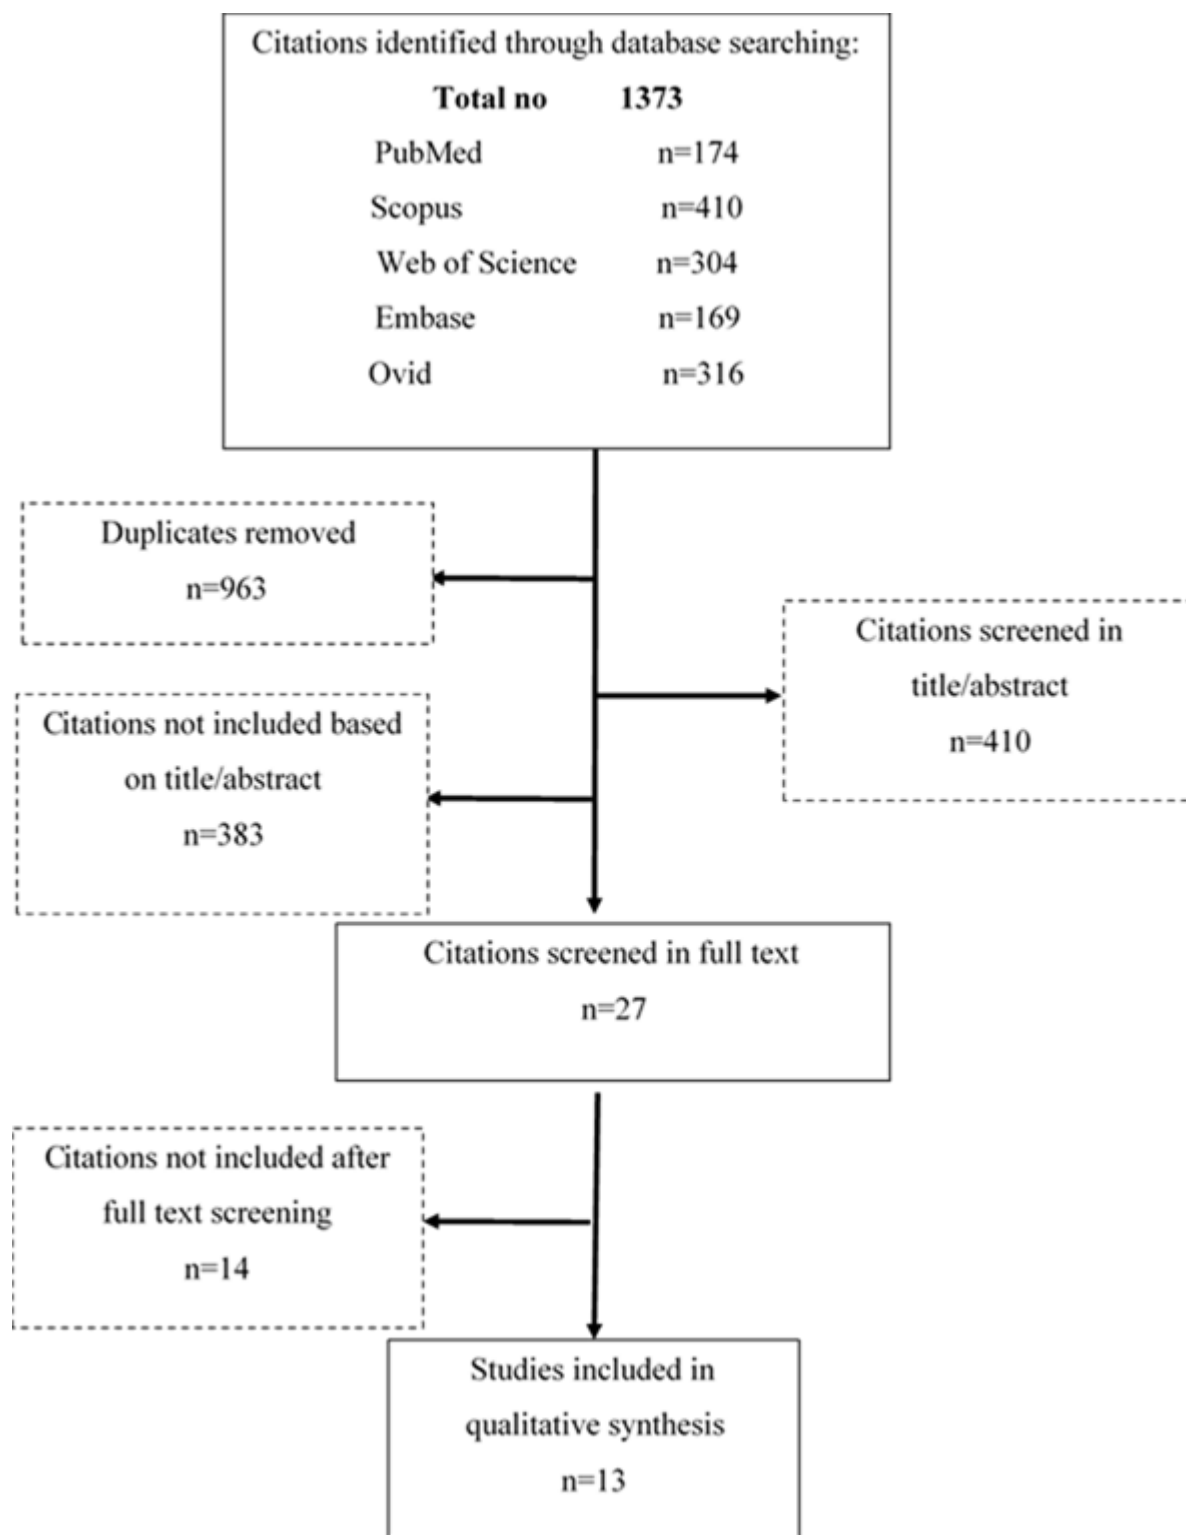 Citations identified through database searching:
Total no 1373
PubMed n=174
Scopus n=410
Web of Science n=304
Embase n=169
Ovid n=316
Duplicates removed
n=963
Citations screened in
title/abstract
n=410
Citations not included based
on title/abstract
n=383
Citations screened in full text
n=27
Citations not included after
full text screening
n=14
Studies included in
qualitative synthesis
n=13